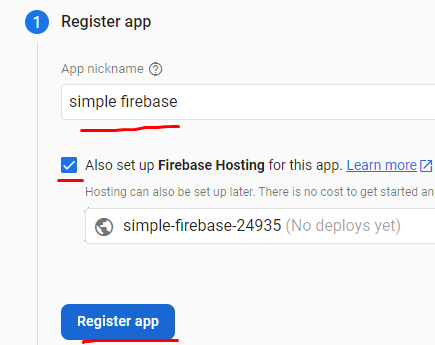 1 Register app
App nickname ?
simple firebase
Also set up Firebase Hosting for this app. Learn more
Hosting can also be set up later. There is no cost to get started an
simple-firebase-24935 (No deploys yet)
Register app